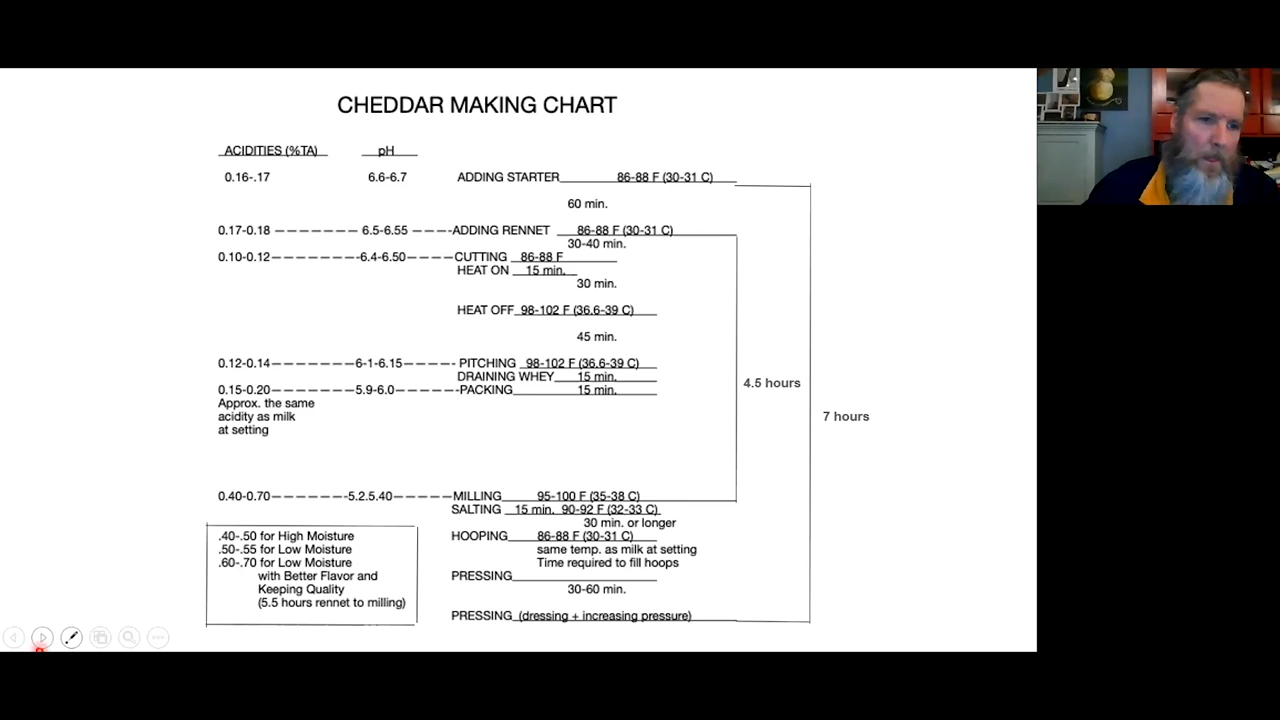 CHEDDAR MAKING CHART
ACIDITIES (%TA) pH
0.16-.17 6.6-6.7 ADDING STARTER 86-88 F (30-31 C)
60 min.
0.17-0.18 6.5-6.55 ADDING RENNET 86-88 F (30-31 C)
30-40 min.
0.10-0.12 6.4-6.50 CUTTING 86-88 F
HEAT ON 15 min.
30 min.
HEAT OFF 98-102 F (36.6-39 C)
45 min.
0.12-0.14 6-1-6.15 PITCHING 98-102 F (36.6-39 C)
DRAINING WHEY 15 min.
4.5 hours
0.15-0.20 5.9-6.0 PACKING 15 min.
Approx. the same
acidity as milk
7 hours
at setting
0.40-0.70 5.2.5.40 MILLING 95-100 F (35-38 C)
SALTING 15 min. 90-92 F (32-33 C)
30 min. or longer
HOOPING 86-88 F (30-31 C)
same temp. as milk at setting
Time required to fill hoops
PRESSING
30-60 min.
PRESSING (dressing + increasing pressure)
.40-.50 for High Moisture
.50-.55 for Low Moisture
.60-.70 for Low Moisture
with Better Flavor and
Keeping Quality
(5.5 hours rennet to milling)